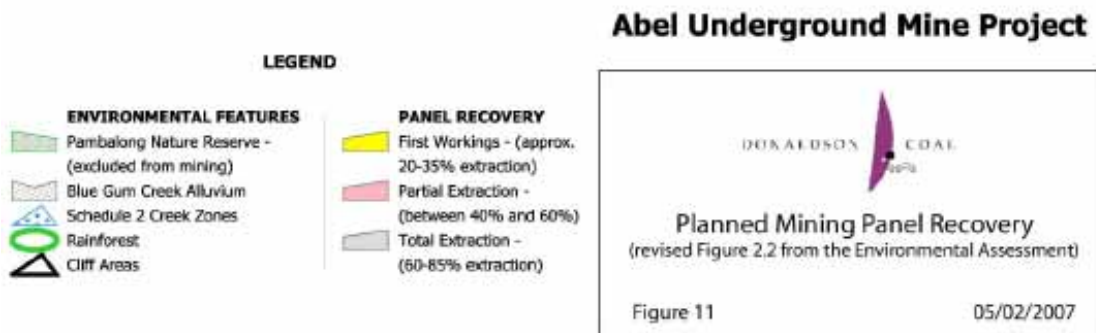 Abel Underground Mine Project
LEGEND
ENVIRONMENTAL FEATURES
Pambalong Nature Reserve -
(excluded from mining)
Blue Gum Creek Alluvium
Schedule 2 Creek Zones
Rainforest
Cliff Areas
PANEL RECOVERY
First Workings - (approx.
20-35% extraction)
Partial Extraction -
(between 40% and 60%)
Total Extraction -
(60-85% extraction)
DONALDSON COAL
Planned Mining Panel Recovery
(revised Figure 2.2 from the Environmental Assessment)
Figure 11 05/02/2007